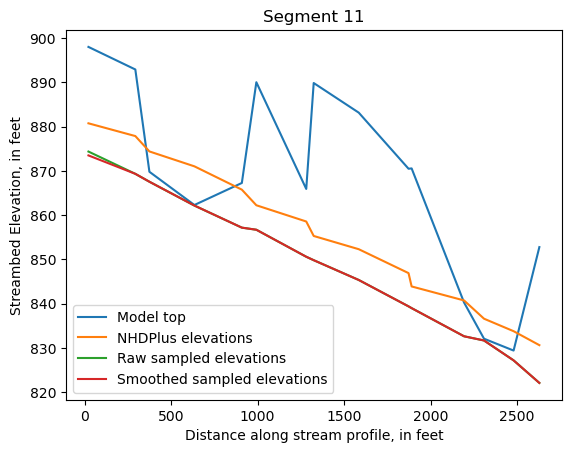 Segment 11
Streambed Elevation, in feet
900
890
880
870
860
850
840
830
820
Model top
NHDPlus elevations
Raw sampled elevations
Smoothed sampled elevations
0
500
1000
1500
2000
2500
Distance along stream profile, in feet